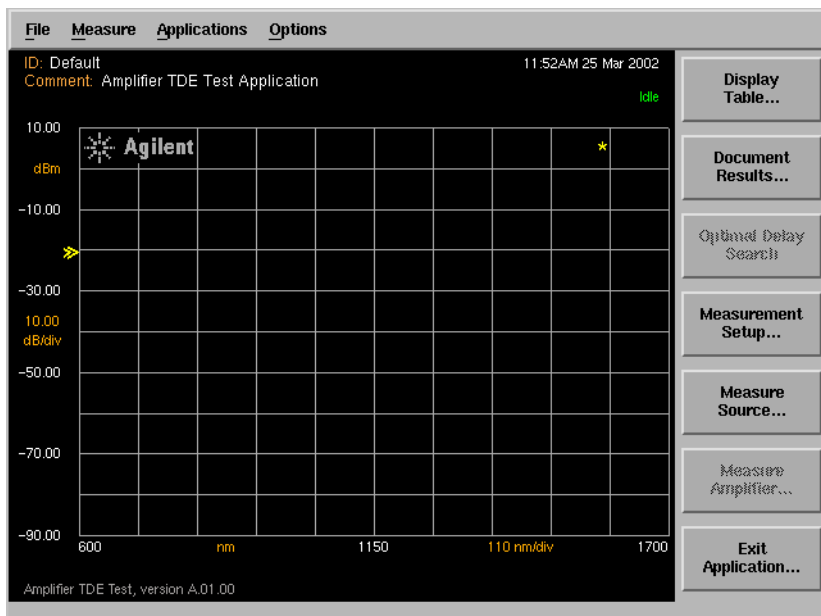 File Measure Applications Options
ID: Default
11:52AM 25 Mar 2002
Comment: Amplifier TDE Test Application
Idle
10.00
Agilent
*
dBm
-10.00
-30.00
10.00
dB/div
-50.00
-70.00
-90.00
600 nm 1150 110 nm/div 1700
Amplifier TDE Test, version A.01.00
Display
Table...
Document
Results...
Optimal Delay
Search
Measurement
Setup...
Measure
Source...
Measure
Amplifier...
Exit
Application...